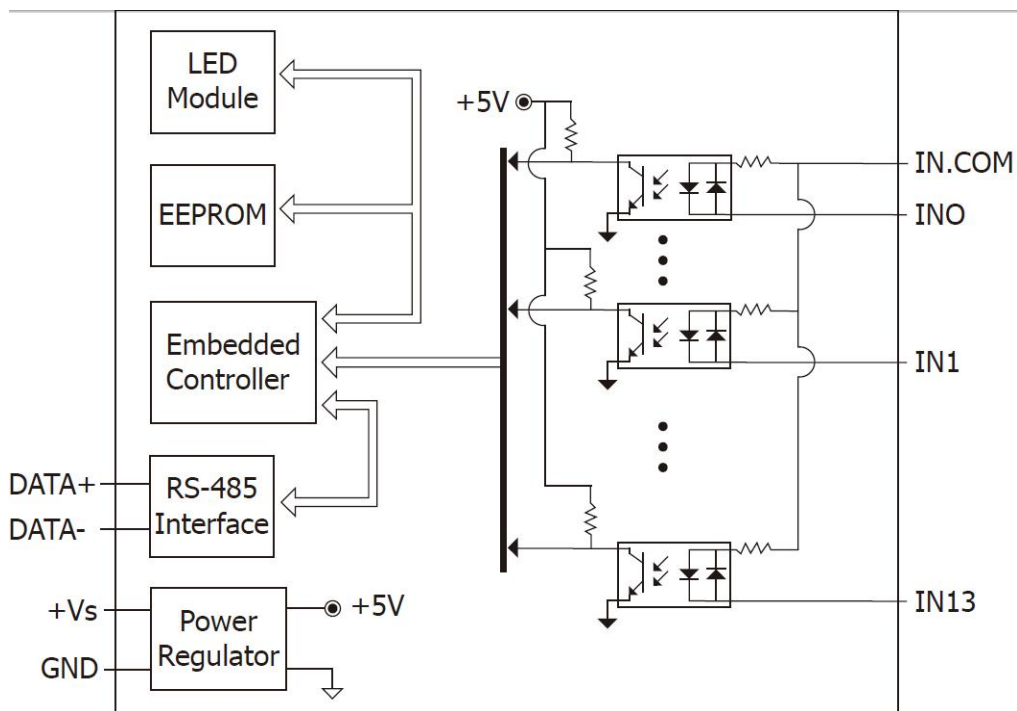 LED
Module
EEPROM
Embedded
Controller
RS-485
Interface
DATA+
DATA-
+Vs
GND
Power
Regulator
+5V
+5V
IN.COM
INO
IN1
IN13